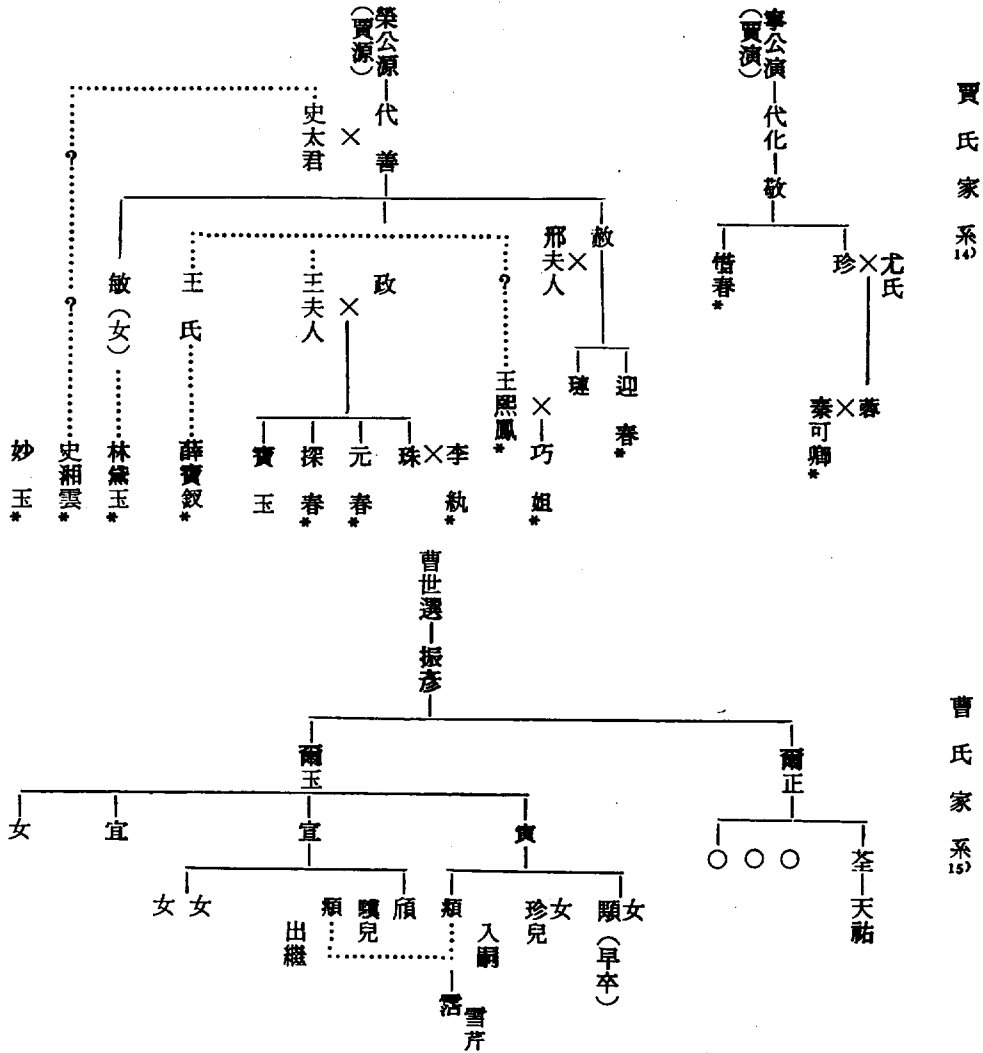 賈氏家系14)
寧公演
(賈演)
代化
敬
珍×尤氏
惜春*
蓉
×
秦可卿*
榮公源
(賈源)
代善
×
史太君
赦
×
邢夫人
迎春*
璉
政
×
王夫人
王氏
敏(女)
?
×
王熙鳳*
巧姐*
珠×李紈*
元春*
探春*
寶玉
薛寶釵*
林黛玉*
?
?
史湘雲*
妙玉*
曹氏家系15)
曹世選
振彥
爾正
爾玉
荃
天祐
○ ○ ○
宜
宜
女
女
顒(早卒)
女
珍兒
入嗣
頫
頎
驥兒
頫
出繼
女
女
霑
雪芹